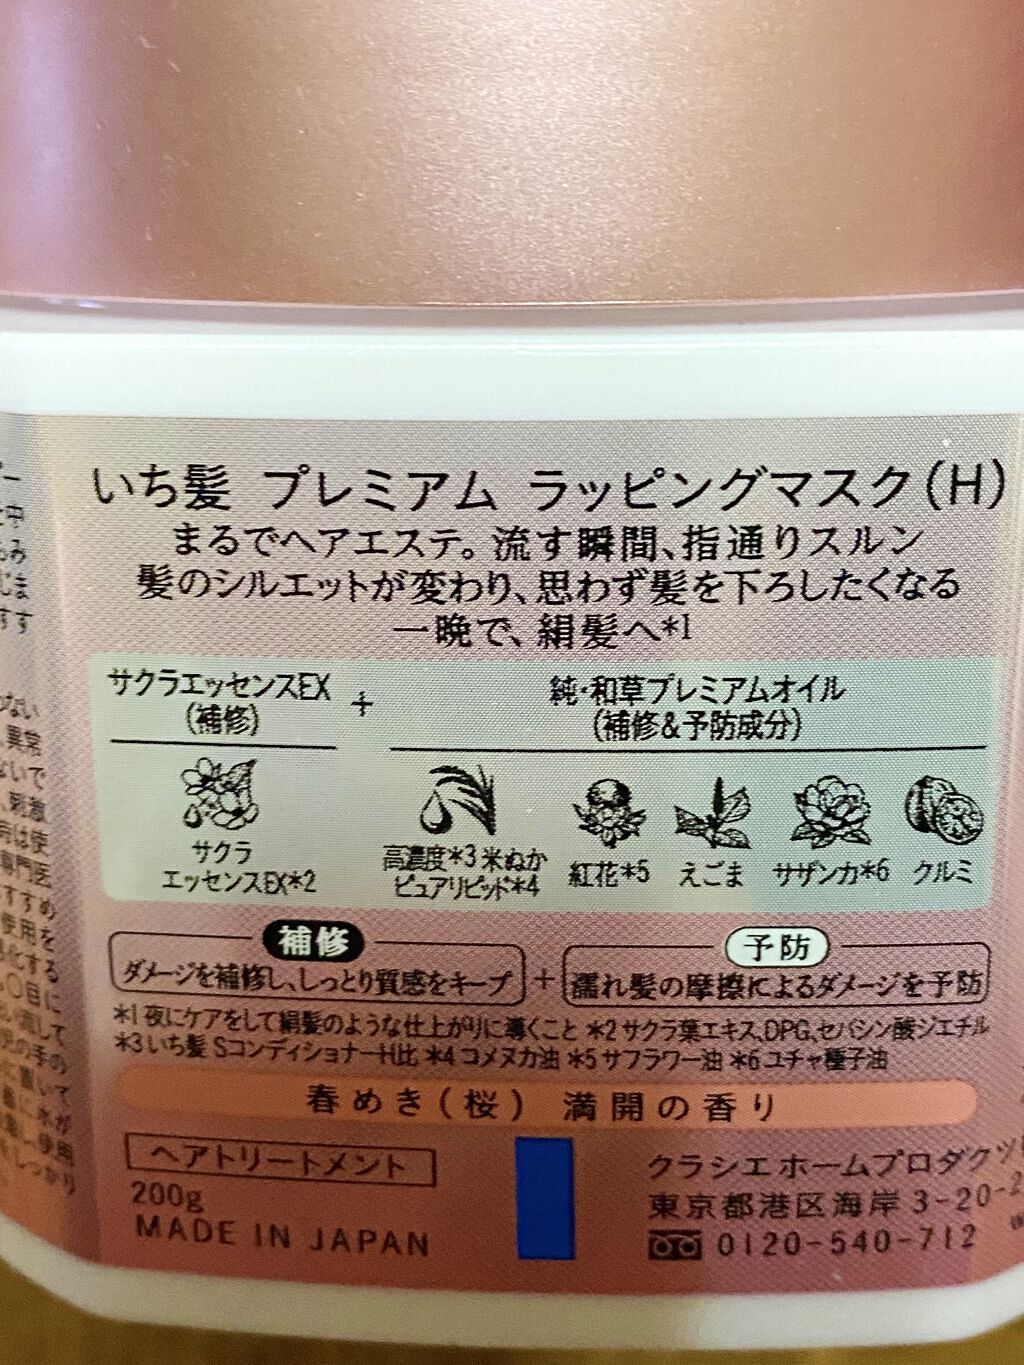 いち髪 プレミアム ラッピングマスク(H)
まるでヘアエステ。流す瞬間、指通りスルン
髪のシルエットが変わり、思わず髪を下ろしたくなる
一晩で、絹髪へ*1
サクラエッセンスEX
(補修)
+
純・和草プレミアムオイル
(補修&予防成分)
サクラ
エッセンスEX*2
高濃度*3 米ぬか
ピュアリピッド*4
紅花*5
えごま
サザンカ*6
クルミ
補修
ダメージを補修し、しっとり質感をキープ
+
予防
濡れ髪の摩擦によるダメージを予防
*1 夜にケアをして絹髪のような仕上がりに導くこと *2 サクラ葉エキス、DPG、セバシン酸ジエチル
*3 いち髪 SコンディショナーH比 *4 コメヌカ油 *5 サフラワー油 *6 ユチャ種子油
春めき(桜) 満開の香り
ヘアトリートメント
200g
MADE IN JAPAN
クラシエホームプロダクツ
東京都港区海岸3-20-2
0120-540-712